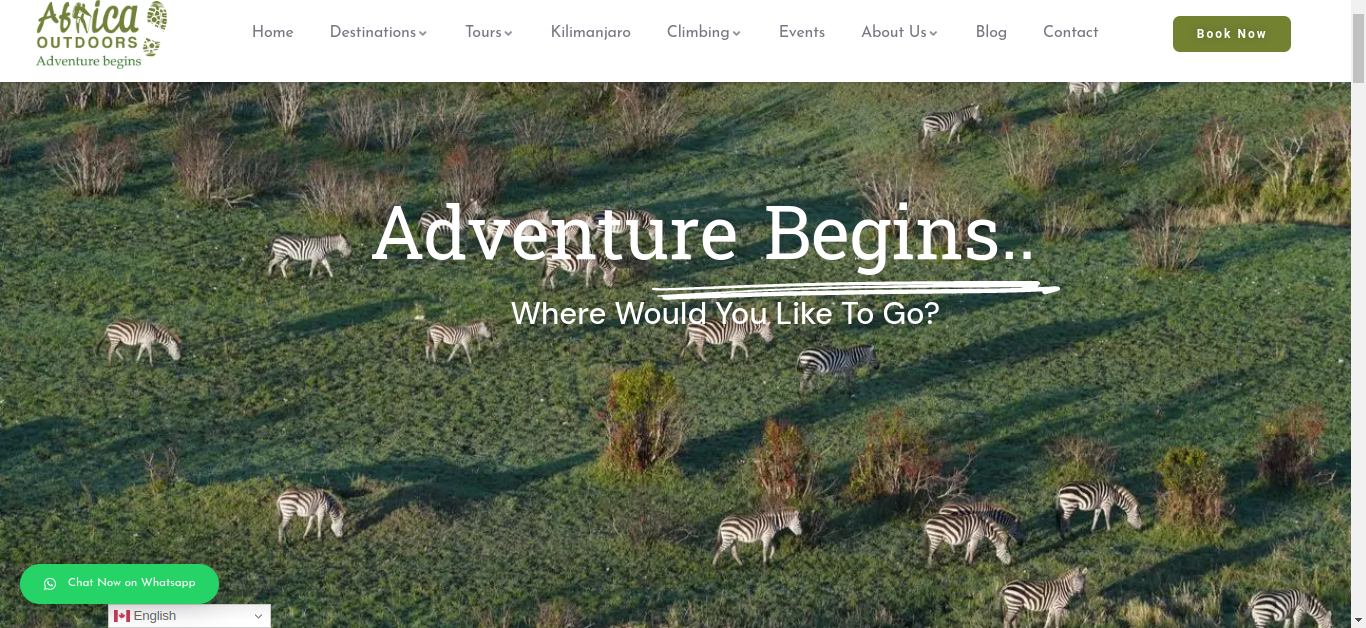 Africa
OUTDOORS
Adventure begins
Home Destinations Tours Kilimanjaro Climbing Events About Us Blog Contact
Book Now
Adventure Begins..
Where Would You Like To Go?
Chat Now on Whatsapp
English